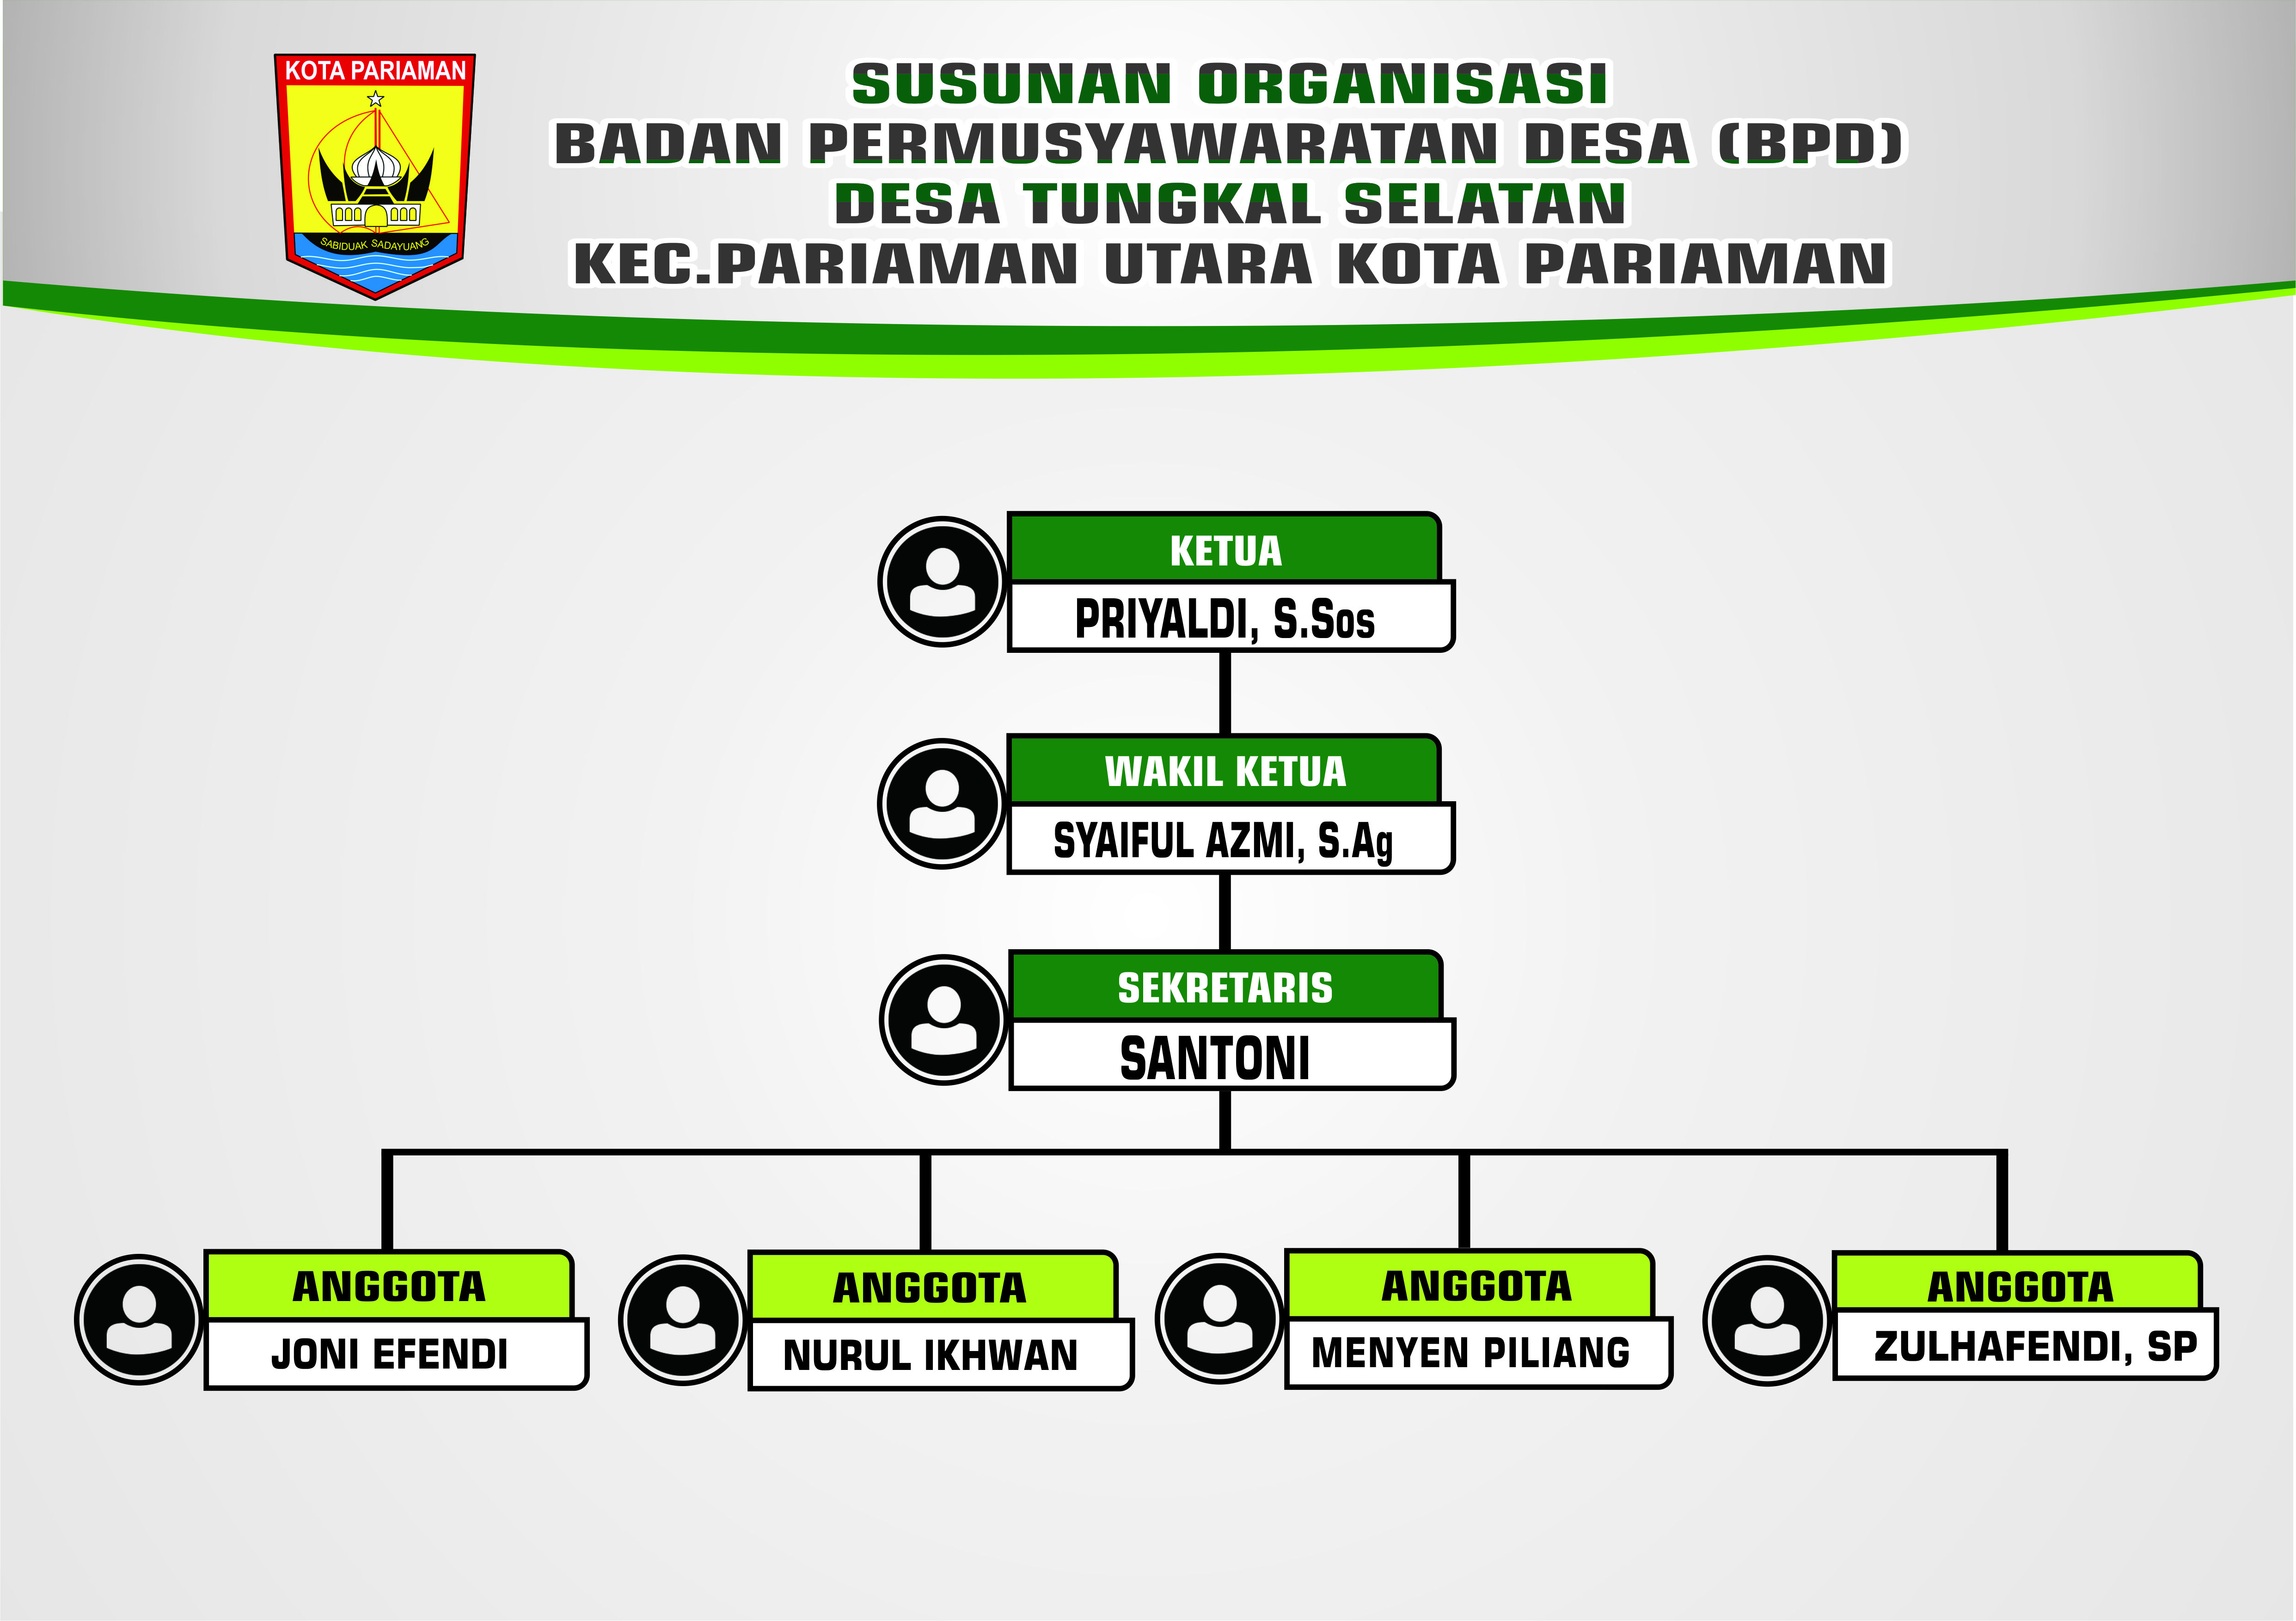 KOTA PARIAMAN
SABIDUAK SADAYUANG
SUSUNAN ORGANISASI
BADAN PERMUSYAWARATAN DESA (BPD)
DESA TUNGKAL SELATAN
KEC.PARIAMAN UTARA KOTA PARIAMAN
KETUA
PRIYALDI, S.Sos
WAKIL KETUA
SYAIFUL AZMI, S.Ag
SEKRETARIS
SANTONI
ANGGOTA
JONI EFENDI
ANGGOTA
NURUL IKHWAN
ANGGOTA
MENYEN PILIANG
ANGGOTA
ZULHAFENDI, SP